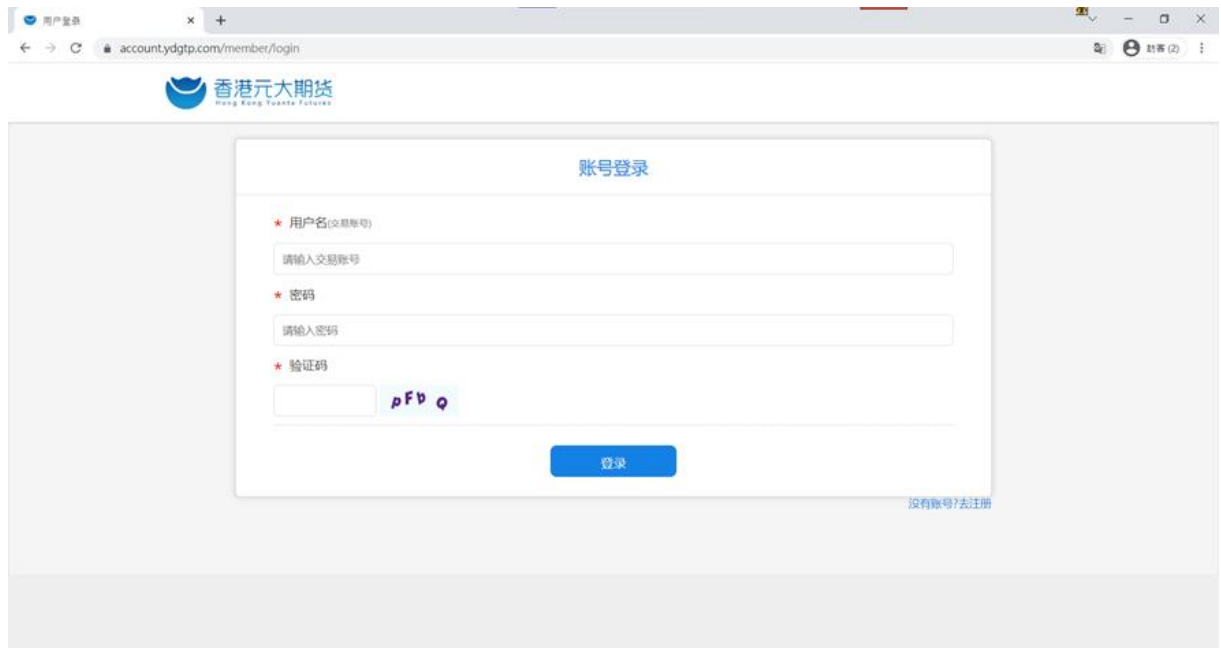 用户登录
account.ydgtp.com/member/login
訪客 (2)
香港元大期货
Hong Kong Yuanta Futures
账号登录
* 用户名(交易账号)
请输入交易账号
* 密码
请输入密码
* 验证码
pFb Q
登录
没有账号?去注册